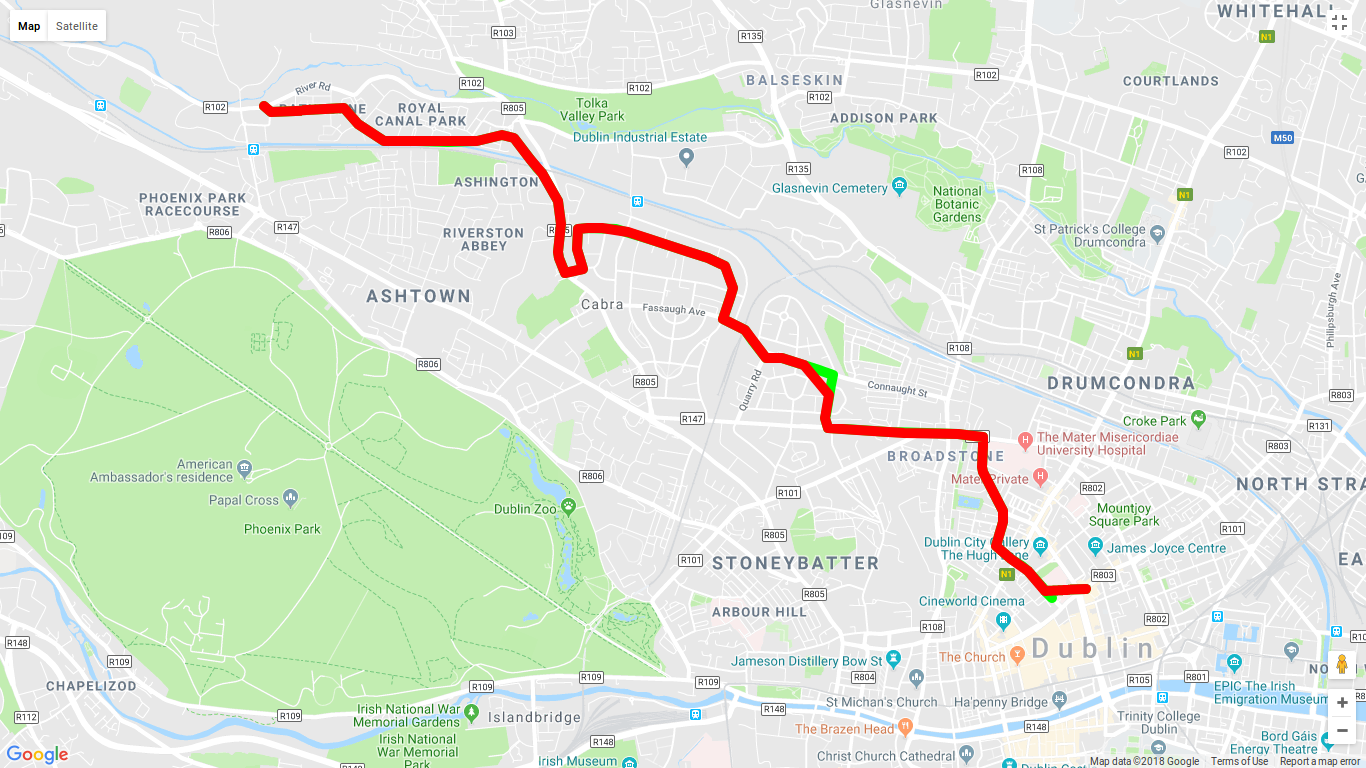 Glasnevin
WHITEHALL
Map
Satellite
R103
R135
N1
BALSESKIN
R102
COURTLANDS
R102
R102
River Rd
R102
R102
R805
ROYAL
CANAL PARK
Tolka
Valley Park
ADDISON PARK
Dublin Industrial Estate
M50
R102
R135
R108
ASHINGTON
Glasnevin Cemetery
National
Botanic
Gardens
N1
PHOENIX PARK
RACECOURSE
R147
R806
RIVERSTON
ABBEY
St Patrick's College
Drumcondra
ASHTOWN
Cabra
Fassaugh Ave
Philipsburgh Ave
R108
N1
R806
R805
Quarry Rd
Connaught St
DRUMCONDRA
R803
R147
Croke Park
R131
The Mater Misericordiae
University Hospital
R803
BROADSTONE
American
Ambassador's residence
R806
Papal Cross
R101
R802
NORTH STRA
Dublin Zoo
Mountjoy
Square Park
Phoenix Park
R805
R101
109
James Joyce Centre
R101
STONEYBATTER
N1
R803
EA
R805
Cineworld Cinema
ARBOUR HILL
R108
R802
R148
Dublin
The Church
R109
Jameson Distillery Bow St
R804
R105
R801
NO
R109
R109
R109
CHAPELIZOD
EPIC The Irish
Emigration Museum
St Michan's Church
Ha'penny Bridge
R112
R109
Irish National War
Memorial Gardens
Islandbridge
R148
Trinity College
Dublin
The Brazen Head
R148
Irish National
War Memorial
Park
R148
Bord Gáis
Energy Theatre
Christ Church Cathedral
Google
Irish Museum
Map data ©2018 Google
Terms of Use
Report a map error